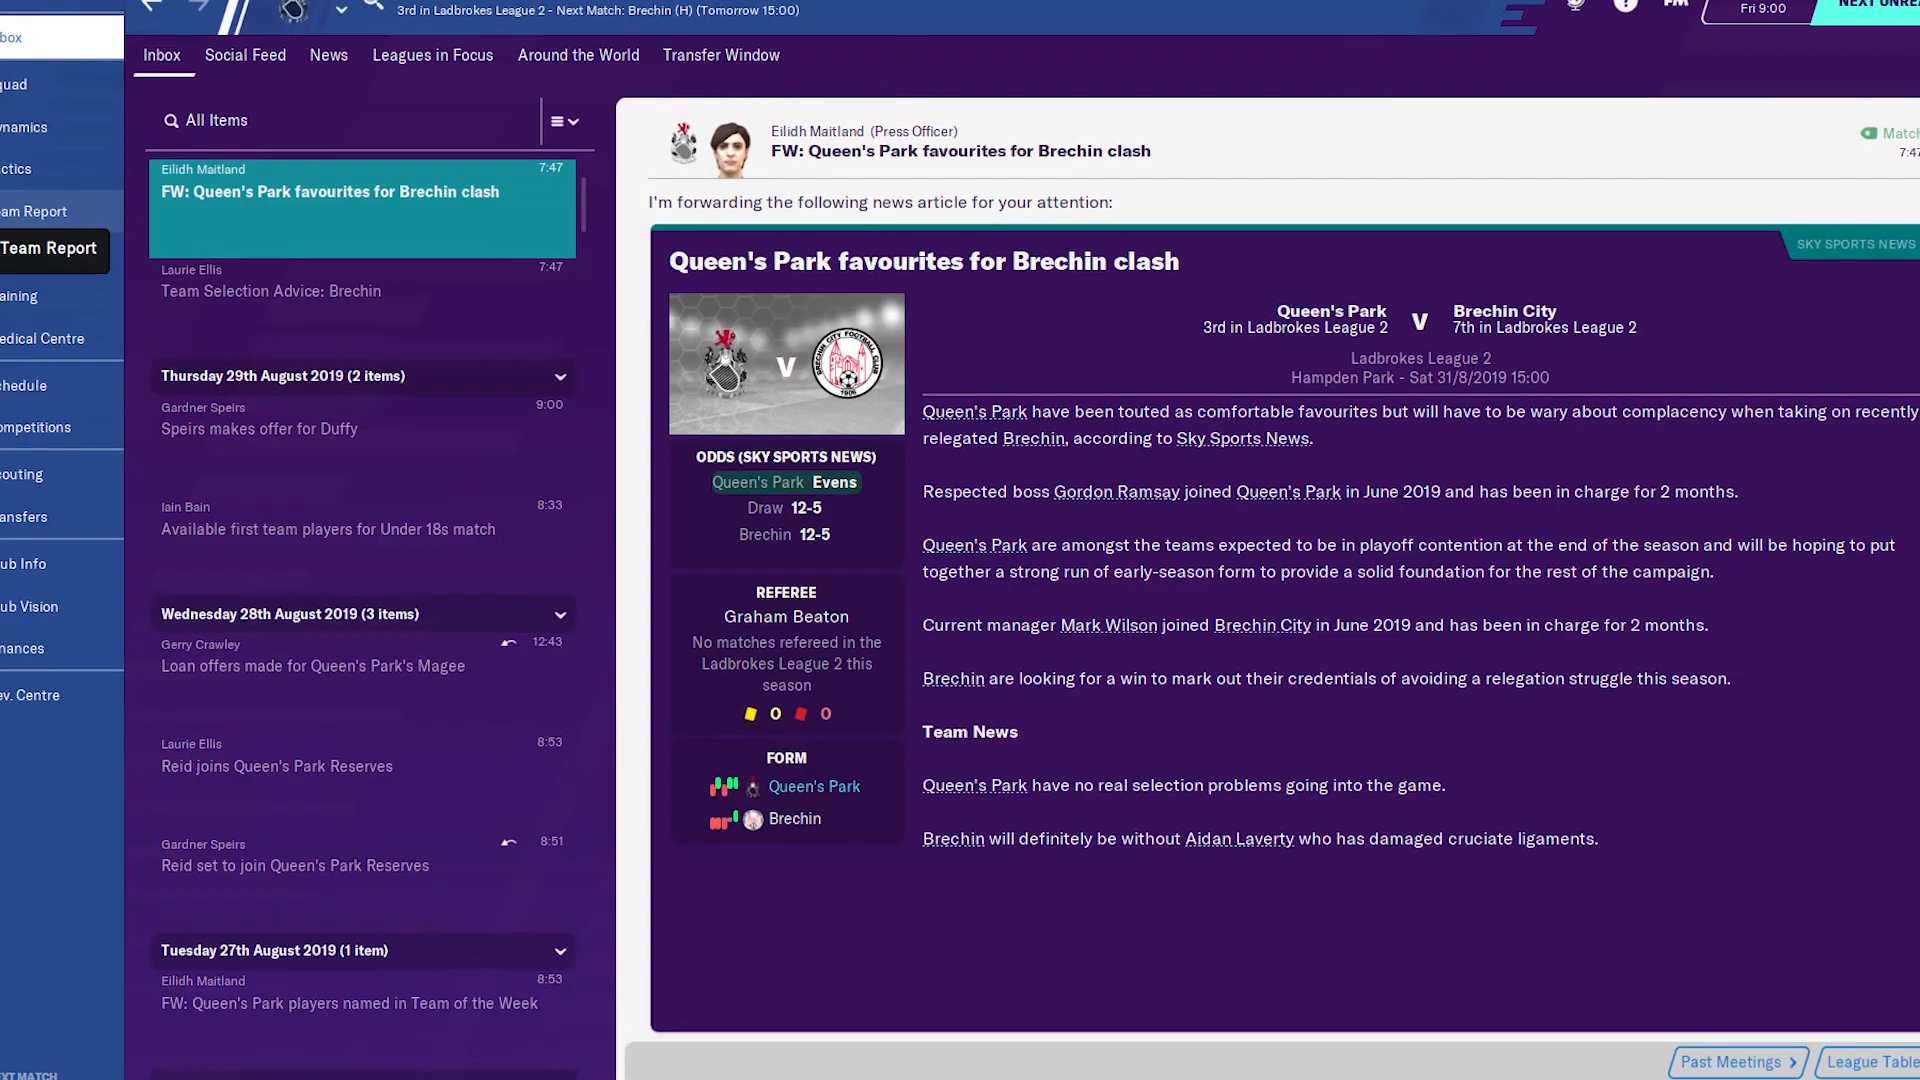 3rd in Ladbrokes League 2 - Next Match: Brechin (H) (Tomorrow 15:00)
FM
Fri 9:00
NEXT UNRE
box
quad
ynamics
actics
eam Report
Team Report
aining
edical Centre
chedule
ompetitions
outing
ansfers
ub Info
ub Vision
nances
ev. Centre
EXT MATCH
Inbox
Social Feed
News
Leagues in Focus
Around the World
Transfer Window
All Items
Eilidh Maitland 7:47
FW: Queen's Park favourites for Brechin clash
Laurie Ellis 7:47
Team Selection Advice: Brechin
Thursday 29th August 2019 (2 items)
Gardner Speirs 9:00
Speirs makes offer for Duffy
Iain Bain 8:33
Available first team players for Under 18s match
Wednesday 28th August 2019 (3 items)
Gerry Crawley 12:43
Loan offers made for Queen's Park's Magee
Laurie Ellis 8:53
Reid joins Queen's Park Reserves
Gardner Speirs 8:51
Reid set to join Queen's Park Reserves
Tuesday 27th August 2019 (1 item)
Eilidh Maitland 8:53
FW: Queen's Park players named in Team of the Week
Eilidh Maitland (Press Officer)
FW: Queen's Park favourites for Brechin clash
Match
7:47
I'm forwarding the following news article for your attention:
SKY SPORTS NEWS
Queen's Park favourites for Brechin clash
V
BRECHIN CITY FOOTBALL CLUB
1906
ODDS (SKY SPORTS NEWS)
Queen's Park Evens
Draw 12-5
Brechin 12-5
REFEREE
Graham Beaton
No matches refereed in the
Ladbrokes League 2 this
season
0 0
FORM
Queen's Park
Brechin
Queen's Park V Brechin City
3rd in Ladbrokes League 2 7th in Ladbrokes League 2
Ladbrokes League 2
Hampden Park - Sat 31/8/2019 15:00
Queen's Park have been touted as comfortable favourites but will have to be wary about complacency when taking on recently
relegated Brechin, according to Sky Sports News.
Respected boss Gordon Ramsay joined Queen's Park in June 2019 and has been in charge for 2 months.
Queen's Park are amongst the teams expected to be in playoff contention at the end of the season and will be hoping to put
together a strong run of early-season form to provide a solid foundation for the rest of the campaign.
Current manager Mark Wilson joined Brechin City in June 2019 and has been in charge for 2 months.
Brechin are looking for a win to mark out their credentials of avoiding a relegation struggle this season.
Team News
Queen's Park have no real selection problems going into the game.
Brechin will definitely be without Aidan Laverty who has damaged cruciate ligaments.
Past Meetings
League Table